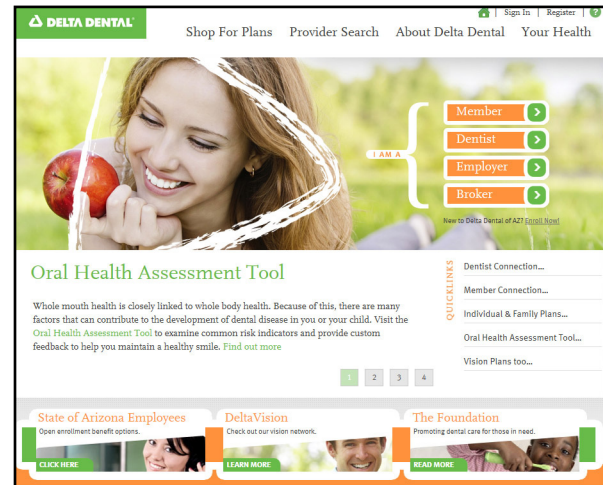 DELTA DENTAL
Sign In | Register | ?
Shop For Plans Provider Search About Delta Dental Your Health
I AM A
Member
Dentist
Employer
Broker
New to Delta Dental of AZ? Enroll Now!
Oral Health Assessment Tool
Whole mouth health is closely linked to whole body health. Because of this, there are many
factors that can contribute to the development of dental disease in you or your child. Visit the
Oral Health Assessment Tool to examine common risk indicators and provide custom
feedback to help you maintain a healthy smile. Find out more
1 2 3 4
QUICKLINKS
Dentist Connection...
Member Connection...
Individual & Family Plans...
Oral Health Assessment Tool...
Vision Plans too...
State of Arizona Employees
Open enrollment benefit options.
CLICK HERE
DeltaVision
Check out our vision network.
LEARN MORE
The Foundation
Promoting dental care for those in need.
READ MORE